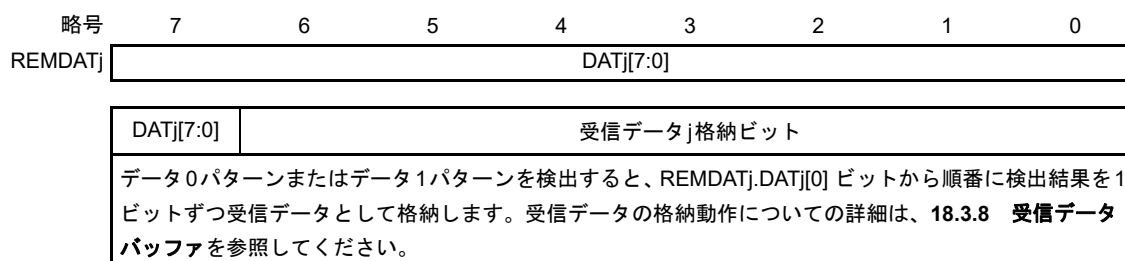 略号 7 6 5 4 3 2 1 0
REMDATj DATj[7:0]
DATj[7:0] 受信データj格納ビット
データ0パターンまたはデータ1パターンを検出すると、REMDATj.DATj[0] ビットから順番に検出結果を1
ビットずつ受信データとして格納します。受信データの格納動作についての詳細は、18.3.8 受信データ
バッファを参照してください。